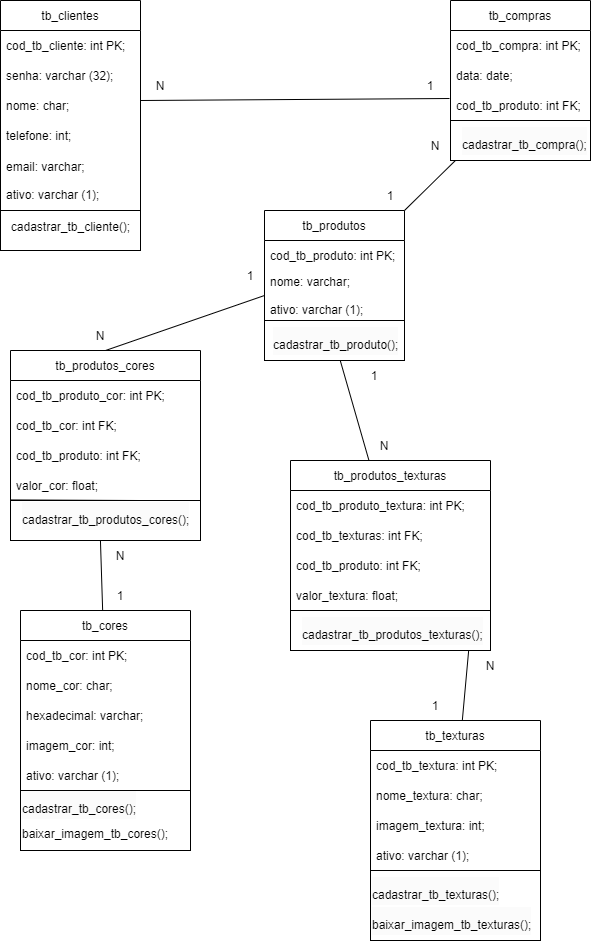 tb_clientes
cod_tb_cliente: int PK;
senha: varchar (32);
nome: char;
telefone: int;
email: varchar;
ativo: varchar (1);
cadastrar_tb_cliente();
N
1
tb_compras
cod_tb_compra: int PK;
data: date;
cod_tb_produto: int FK;
cadastrar_tb_compra();
N
1
tb_produtos
cod_tb_produto: int PK;
nome: varchar;
ativo: varchar (1);
cadastrar_tb_produto();
1
N
tb_produtos_cores
cod_tb_produto_cor: int PK;
cod_tb_cor: int FK;
cod_tb_produto: int FK;
valor_cor: float;
cadastrar_tb_produtos_cores();
N
1
tb_cores
cod_tb_cor: int PK;
nome_cor: char;
hexadecimal: varchar;
imagem_cor: int;
ativo: varchar (1);
cadastrar_tb_cores();
baixar_imagem_tb_cores();
1
N
tb_produtos_texturas
cod_tb_produto_textura: int PK;
cod_tb_texturas: int FK;
cod_tb_produto: int FK;
valor_textura: float;
cadastrar_tb_produtos_texturas();
N
1
tb_texturas
cod_tb_textura: int PK;
nome_textura: char;
imagem_textura: int;
ativo: varchar (1);
cadastrar_tb_texturas();
baixar_imagem_tb_texturas();